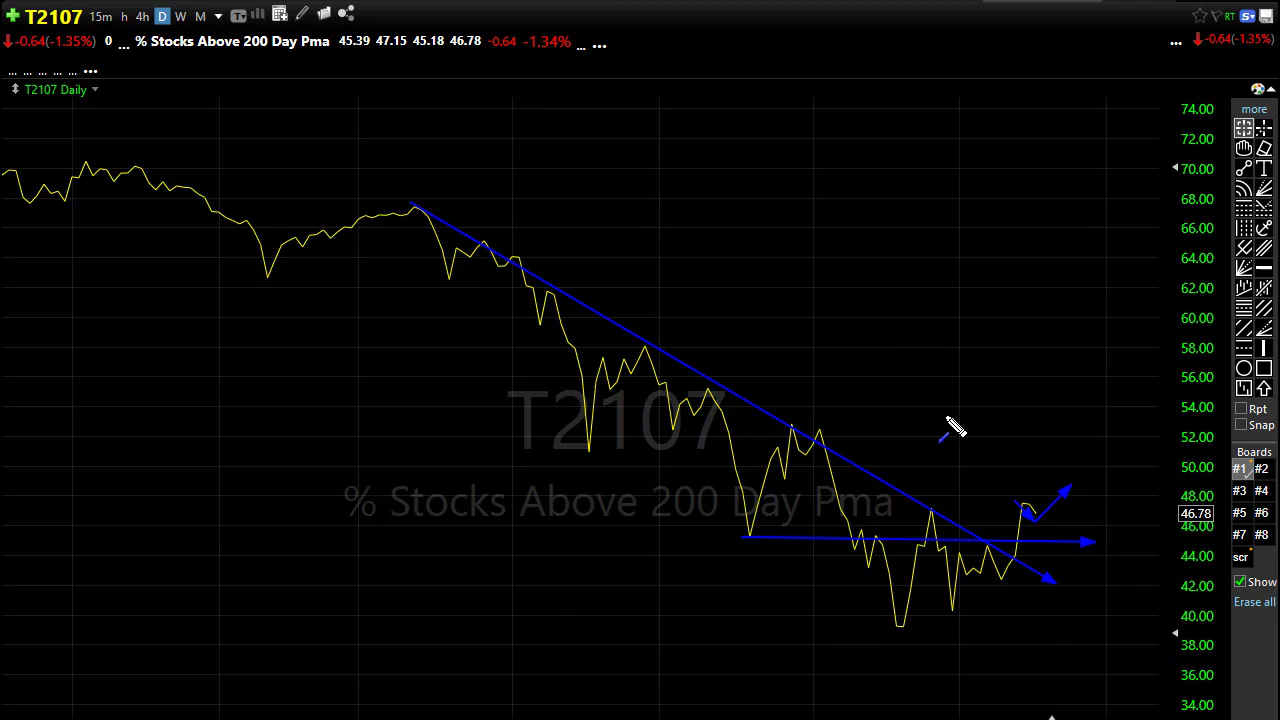 T2107 15m h 4h D W M T RT S
-0.64(-1.35%) 0 ... % Stocks Above 200 Day Pma 45.39 47.15 45.18 46.78 -0.64 -1.34% ... ... ... -0.64(-1.35%)
... ... ... ... ... ...
T2107 Daily
more
74.00
72.00
70.00
68.00
66.00
64.00
62.00
60.00
58.00
56.00
54.00
52.00
50.00
48.00
46.78
46.00
44.00
42.00
40.00
38.00
36.00
34.00
T2107
% Stocks Above 200 Day Pma
T
Rpt
Snap
Boards
#1 #2
#3 #4
#5 #6
#7 #8
scr
Show
Erase all